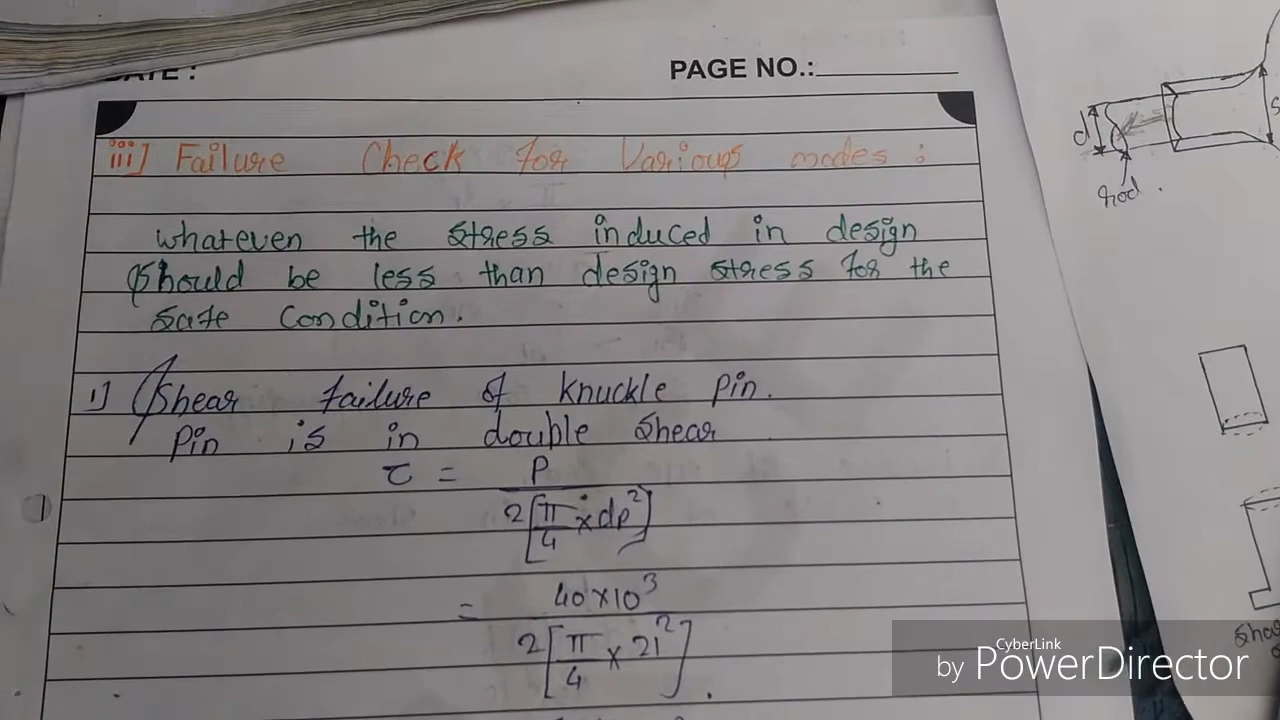 PAGE NO.:
iii] Failure Check for Various modes :
whatever the stress induced in design
should be less than design stress for the
safe condition.
1] Shear failure of knuckle pin.
Pin is in double shear
τ = P
2[π/4 × dp²]
= 40×10³
2[π/4 × 21²]
d
rod.
CyberLink
by PowerDirector